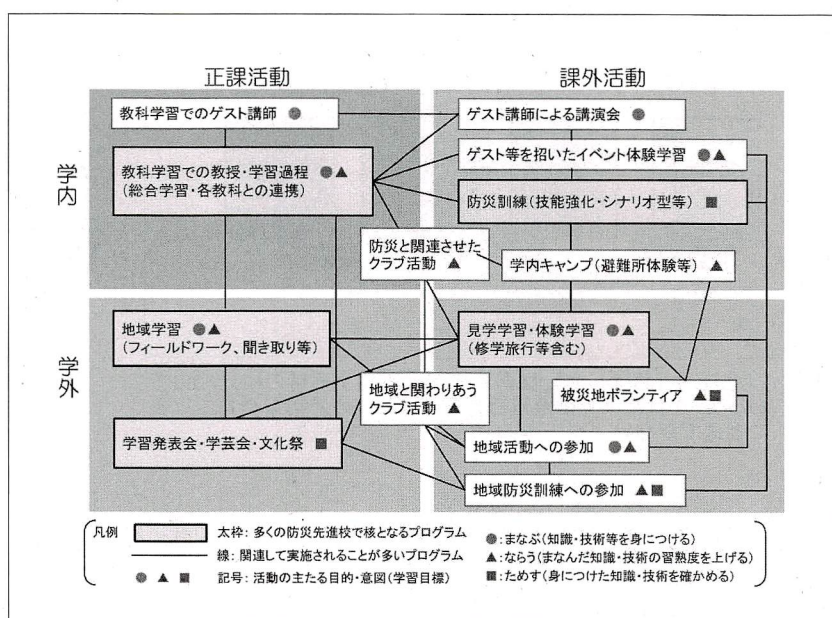 正課活動
課外活動
学内
教科学習でのゲスト講師 ●
ゲスト講師による講演会 ●
教科学習での教授・学習過程 ●▲
(総合学習・各教科との連携)
ゲスト等を招いたイベント体験学習 ●▲
防災訓練(技能強化・シナリオ型等) ■
防災と関連させた
クラブ活動 ▲
学内キャンプ(避難所体験等) ▲
学外
地域学習 ●▲
(フィールドワーク、聞き取り等)
見学学習・体験学習 ●▲
(修学旅行等含む)
地域と関わりあう
クラブ活動 ▲
被災地ボランティア ▲■
学習発表会・学芸会・文化祭 ■
地域活動への参加 ●▲
地域防災訓練への参加 ▲■
凡例
太枠: 多くの防災先進校で核となるプログラム
線: 関連して実施されることが多いプログラム
● ▲ ■ 記号: 活動の主たる目的・意図(学習目標)
●:まなぶ(知識・技術等を身につける)
▲:ならう(まなんだ知識・技術の習熟度を上げる)
■:ためす(身につけた知識・技術を確かめる)